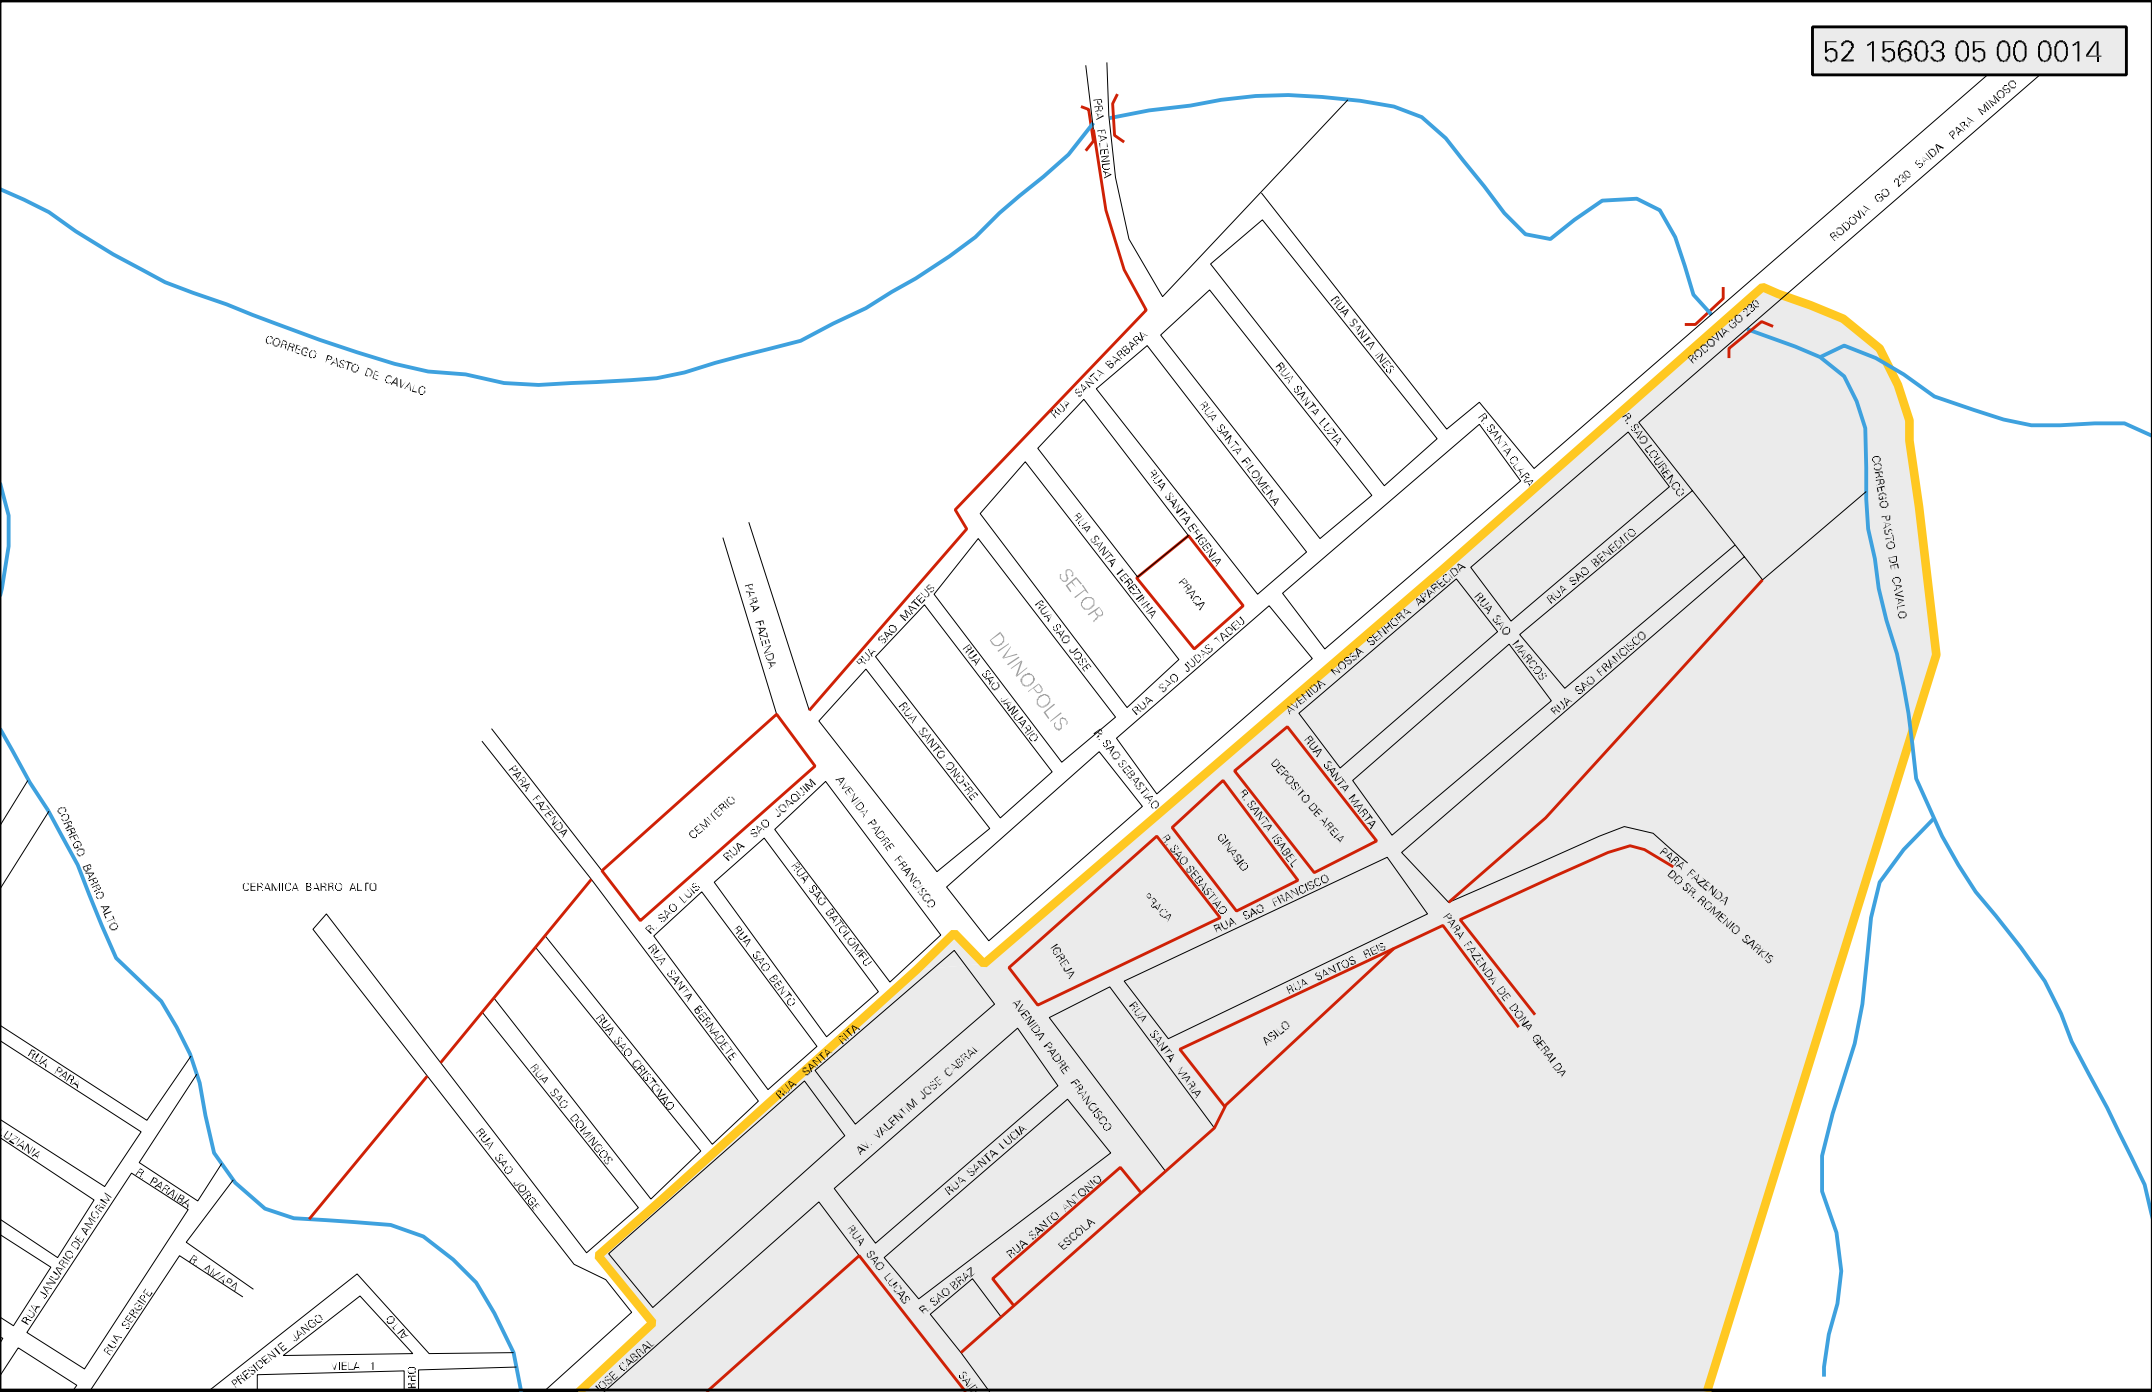 52 15603 05 00 0014
PRA FAZENDA
RODOVIA GO 230 SAIDA PARA MIMOSO
RODOVIA GO 230
CORREGO PASTO DE CAVALO
RUA SANTA BARBARA
RUA SANTA INES
RUA SANTA LUZIA
RUA SANTA FILOMENA
RUA SANTA EFIGENIA
RUA SANTA TEREZINHA
R. SANTA CLARA
R. SAO LOURENCO
CORREGO PASTO DE CAVALO
PRACA
SETOR
DIVINOPOLIS
RUA SAO MATEUS
RUA SAO JOSE
RUA SAO JANUARIO
RUA SANTO ONOFRE
RUA SAO JUDAS TADEU
R. SAO SEBASTIAO
AVENIDA NOSSA SENHORA APARECIDA
RUA SAO BENEDITO
RUA SAO MARCOS
RUA SAO FRANCISCO
PARA FAZENDA
PARA FAZENDA
CEMITERIO
RUA SAO JOAQUIM
AVENIDA PADRE FRANCISCO
RUA SANTA MARTA
DEPOSITO DE AREIA
R. SANTA ISABEL
GINASIO
R. SAO SEBASTIAO
PRACA
IGREJA
RUA SAO FRANCISCO
PARA FAZENDA
DO SR. ROMENIO SARKIS
CORREGO BARRO ALTO
CERAMICA BARRO ALTO
R. SAO LUIS
RUA SAO BATOLOMEU
RUA SAO BENTO
RUA SANTA BERNADETE
RUA SANTOS REIS
PARA FAZENDA DE DONA GERALDA
ASILO
RUA SANTA MARIA
AVENIDA PADRE FRANCISCO
RUA SANTA RITA
AV. VALENTIM JOSE CABRAL
RUA SAO CRISTOVAO
RUA SAO DOMINGOS
RUA SAO JORGE
RUA SANTA LUCIA
RUA SANTO ANTONIO
ESCOLA
RUA SAO LUCAS
R. SAO BRAZ
RUA PARA
UZIANIA
R. PARAIBA
RUA JANUARIO DE AMORIM
RUA SERGIPE
PRESIDENTE JANGO
ALTO
VIELA 1
JOSE CABRAL